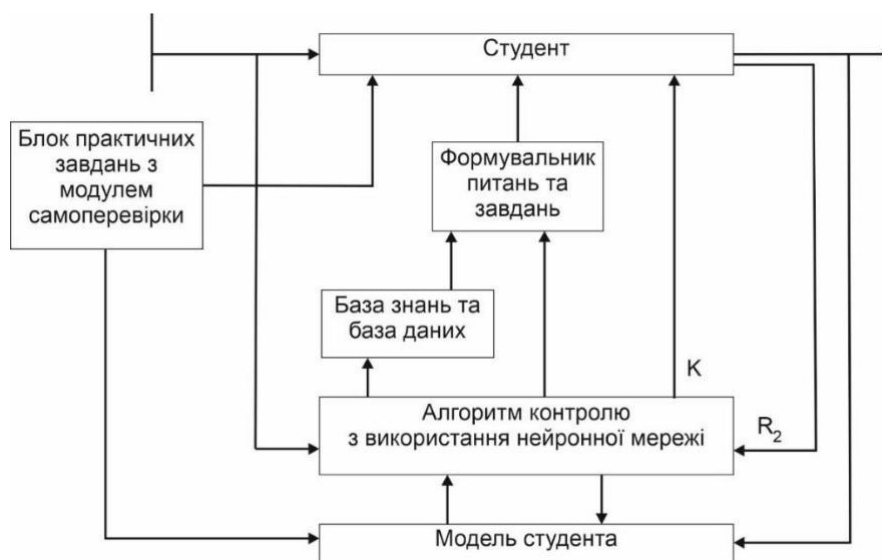 Студент
Блок практичних
завдань з
модулем
самоперевірки
Формувальник
питань та
завдань
База знань та
база даних
K
Алгоритм контролю
з використання нейронної мережі
R₂
Модель студента